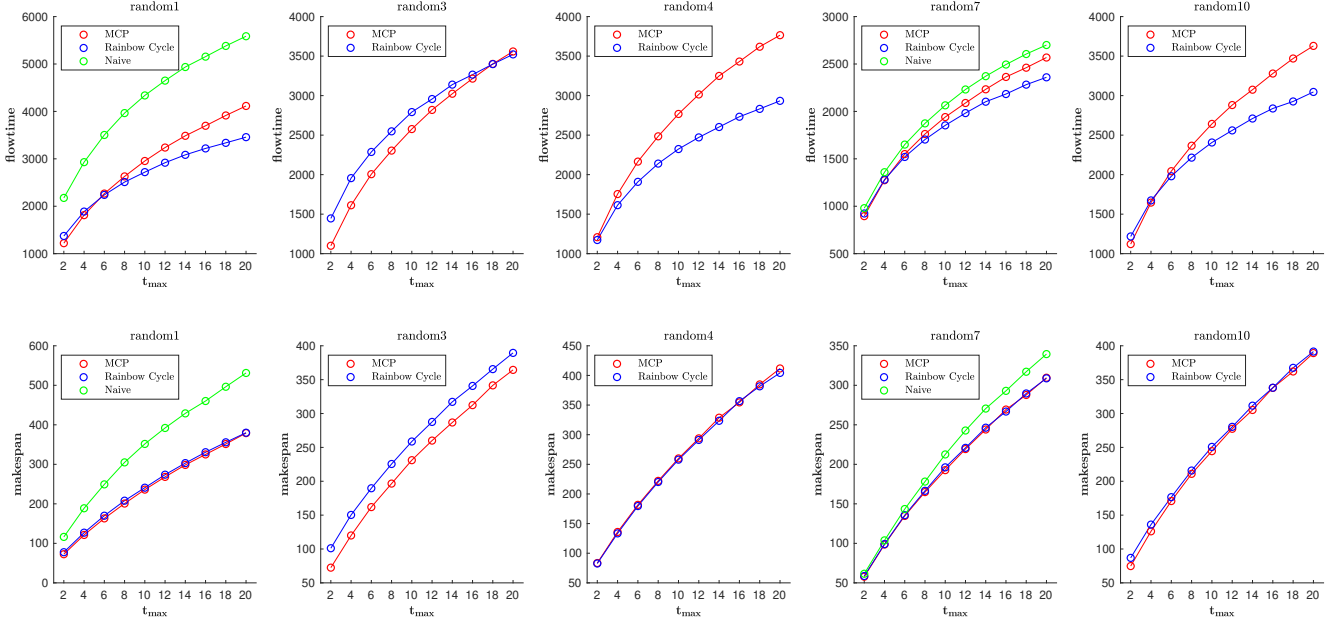 random1
6000
5000
4000
3000
2000
1000
flowtime
MCP
Rainbow Cycle
Naive
2 4 6 8 10 12 14 16 18 20
t_max
random3
4000
3500
3000
2500
2000
1500
1000
flowtime
MCP
Rainbow Cycle
2 4 6 8 10 12 14 16 18 20
t_max
random4
4000
3500
3000
2500
2000
1500
1000
flowtime
MCP
Rainbow Cycle
2 4 6 8 10 12 14 16 18 20
t_max
random7
3000
2500
2000
1500
1000
500
flowtime
MCP
Rainbow Cycle
Naive
2 4 6 8 10 12 14 16 18 20
t_max
random10
4000
3500
3000
2500
2000
1500
1000
flowtime
MCP
Rainbow Cycle
2 4 6 8 10 12 14 16 18 20
t_max
random1
600
500
400
300
200
100
0
makespan
MCP
Rainbow Cycle
Naive
2 4 6 8 10 12 14 16 18 20
t_max
random3
400
350
300
250
200
150
100
50
makespan
MCP
Rainbow Cycle
2 4 6 8 10 12 14 16 18 20
t_max
random4
450
400
350
300
250
200
150
100
50
makespan
MCP
Rainbow Cycle
2 4 6 8 10 12 14 16 18 20
t_max
random7
350
300
250
200
150
100
50
makespan
MCP
Rainbow Cycle
Naive
2 4 6 8 10 12 14 16 18 20
t_max
random10
400
350
300
250
200
150
100
50
makespan
MCP
Rainbow Cycle
2 4 6 8 10 12 14 16 18 20
t_max